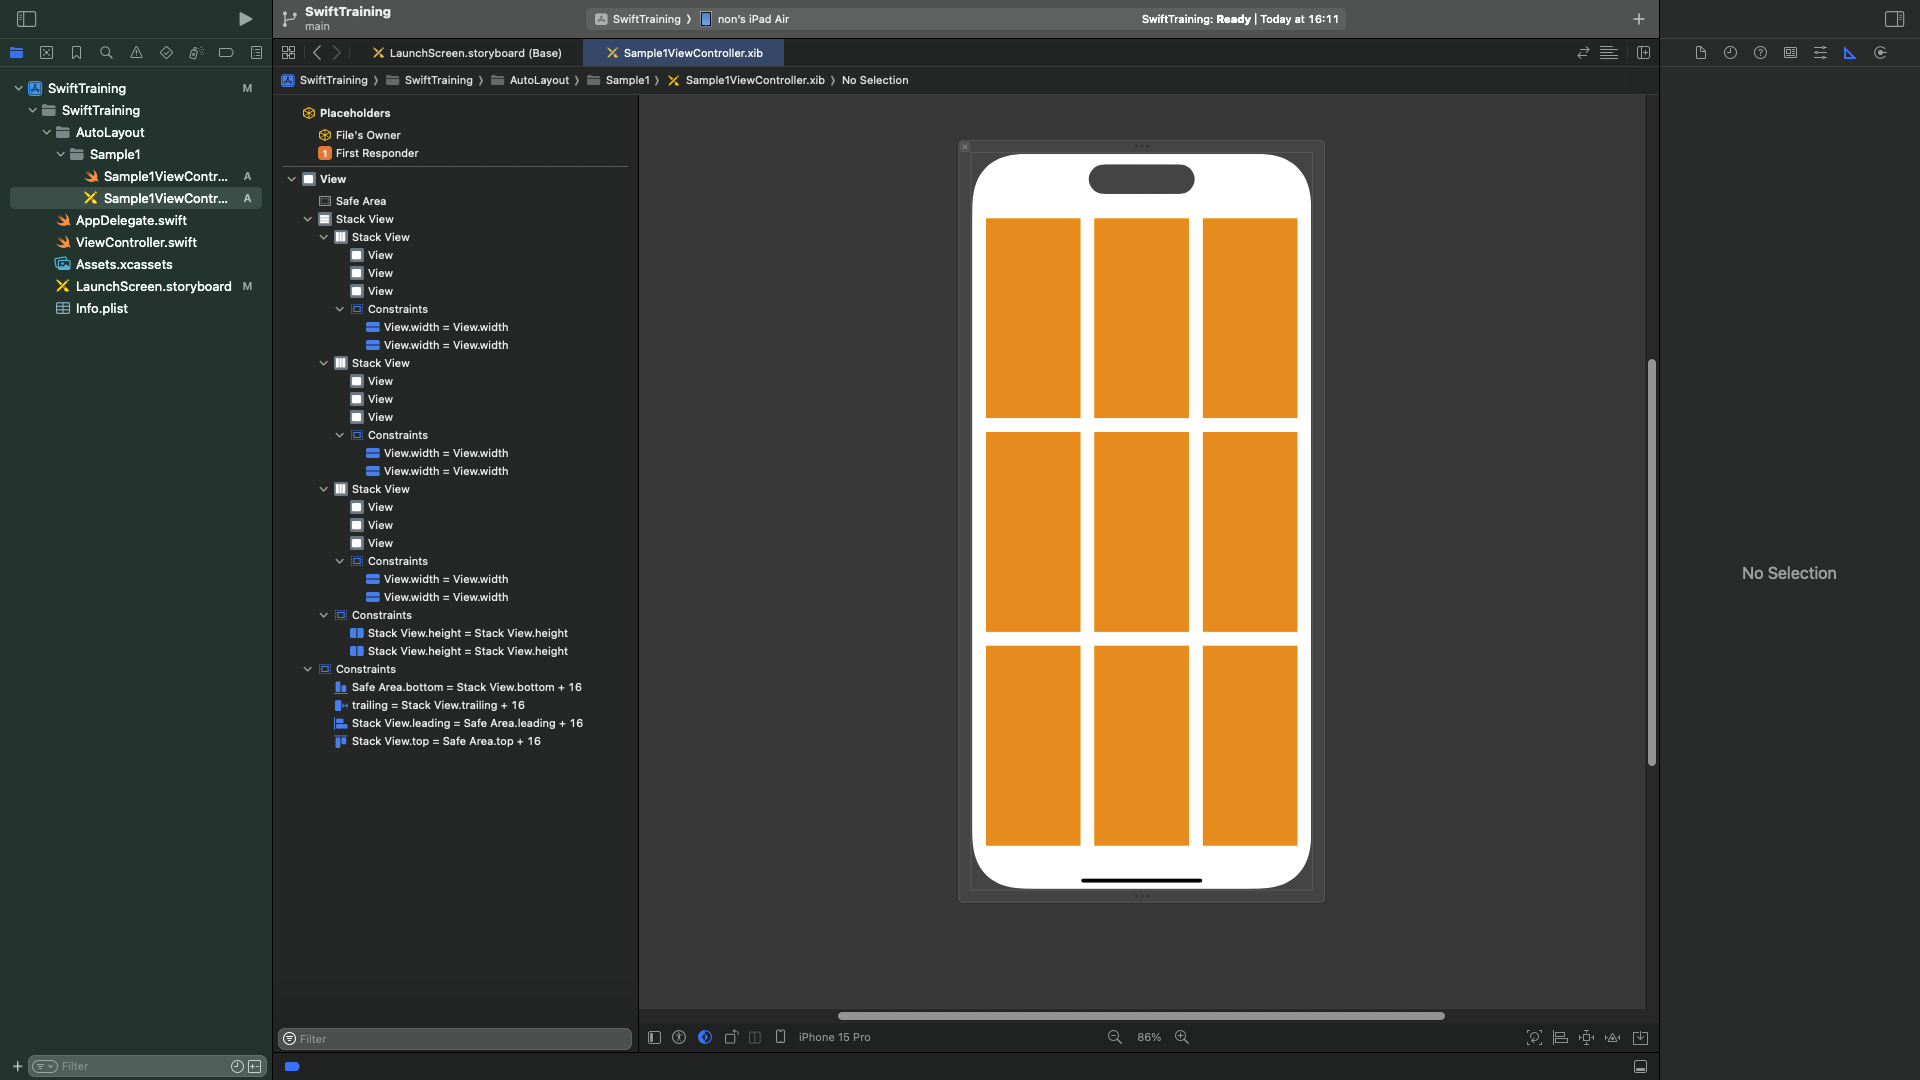 SwiftTraining
main
SwiftTraining
non's iPad Air
SwiftTraining: Ready | Today at 16:11
LaunchScreen.storyboard (Base)
Sample1ViewController.xib
SwiftTraining
SwiftTraining
AutoLayout
Sample1
Sample1ViewController.xib
No Selection
SwiftTraining
M
SwiftTraining
AutoLayout
Sample1
Sample1ViewContr...
A
Sample1ViewContr...
A
AppDelegate.swift
ViewController.swift
Assets.xcassets
LaunchScreen.storyboard
M
Info.plist
Filter
Placeholders
File's Owner
1
First Responder
View
Safe Area
Stack View
Stack View
View
View
View
Constraints
View.width = View.width
View.width = View.width
Stack View
View
View
View
Constraints
View.width = View.width
View.width = View.width
Stack View
View
View
View
Constraints
View.width = View.width
View.width = View.width
Constraints
Stack View.height = Stack View.height
Stack View.height = Stack View.height
Constraints
Safe Area.bottom = Stack View.bottom + 16
trailing = Stack View.trailing + 16
Stack View.leading = Safe Area.leading + 16
Stack View.top = Safe Area.top + 16
Filter
iPhone 15 Pro
86%
No Selection